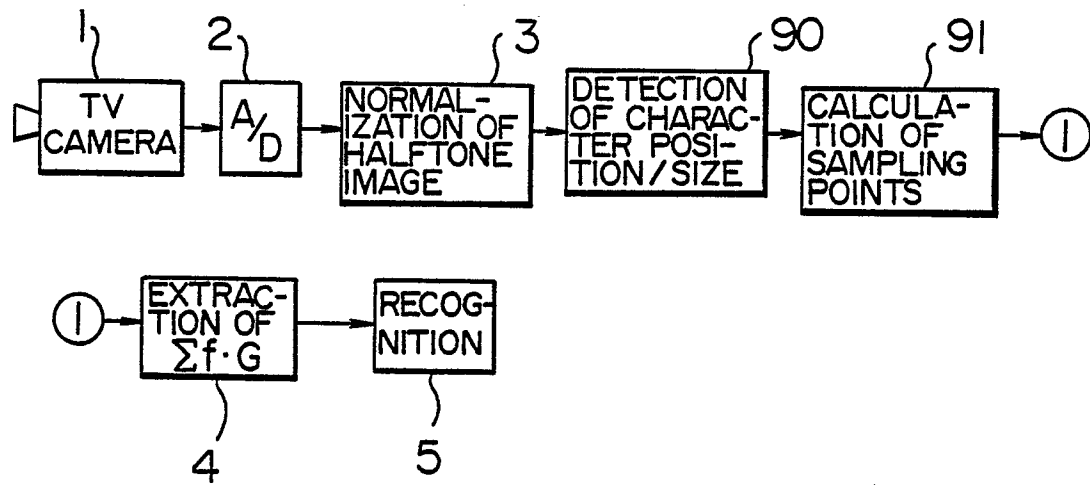 1
2
3
90
91
TV
CAMERA
A/D
NORMAL-
IZATION OF
HALFTONE
IMAGE
DETECTION
OF CHARAC-
TER POSI-
TION/SIZE
CALCULA-
TION OF
SAMPLING
POINTS
1
1
EXTRAC-
TION OF
Σf·G
RECOG-
NITION
4
5